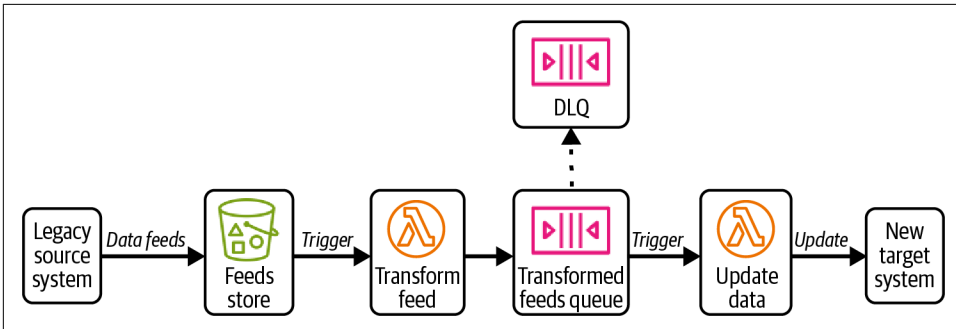 DLQ
Legacy
source
system
Data feeds
Feeds
store
Trigger
Transform
feed
Transformed
feeds queue
Trigger
Update
data
Update
New
target
system